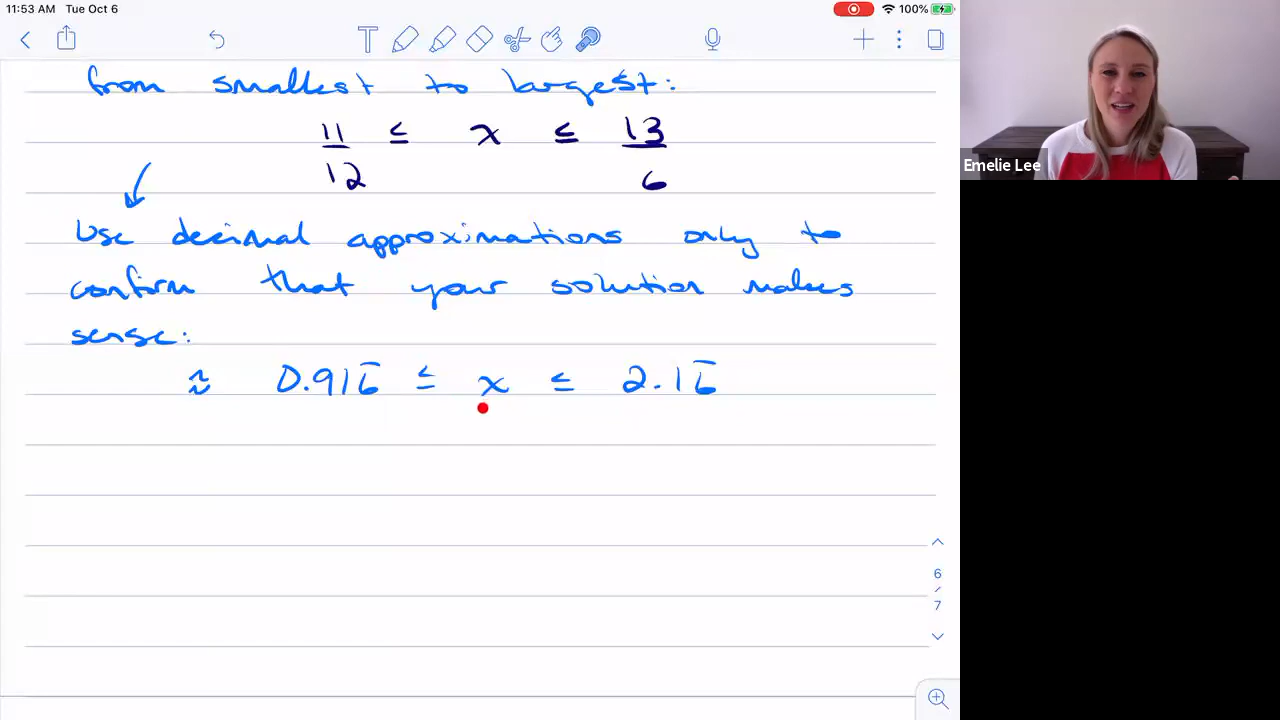 11:53 AM Tue Oct 6
100%
T
from smallest to largest:
11/12 ≤ x ≤ 13/6
Use decimal approximations only to
confirm that your solution makes
sense:
≈ 0.916̅ ≤ x ≤ 2.16̅
Emelie Lee
6
/
7